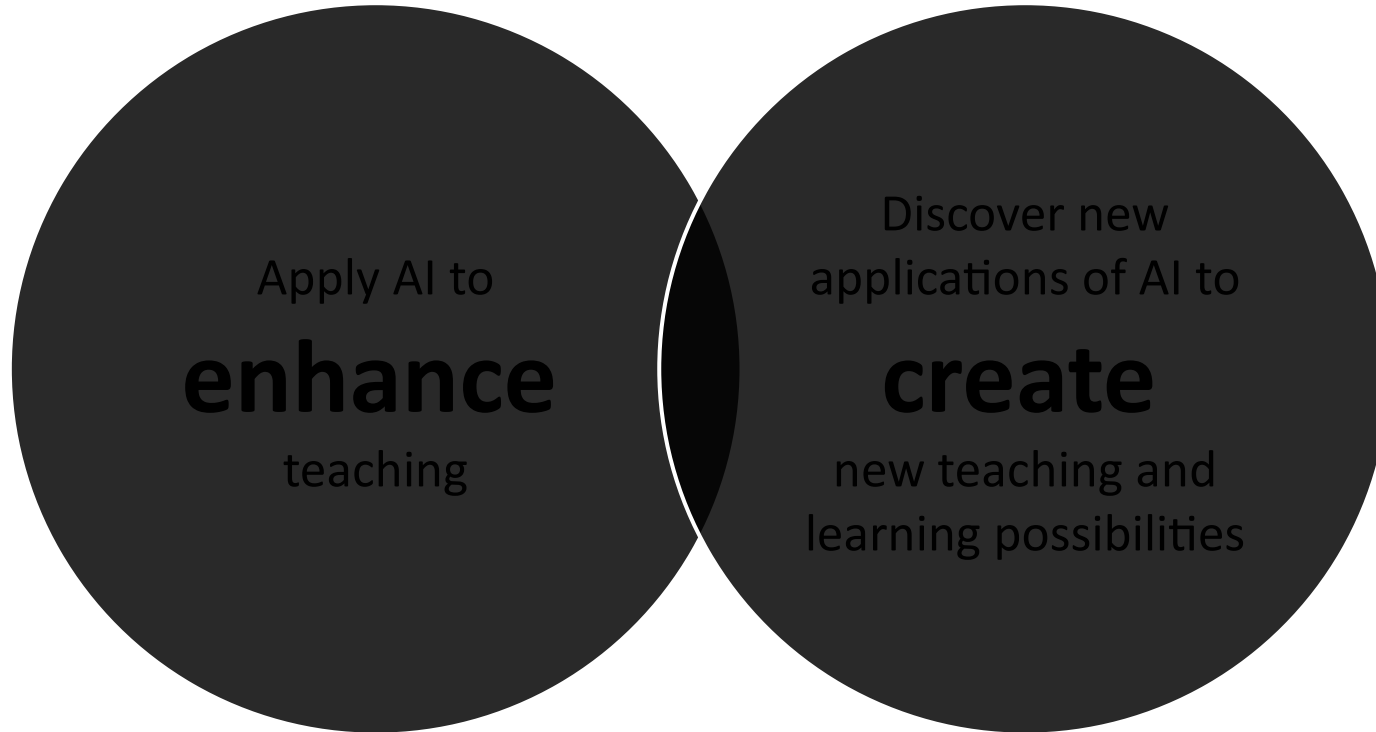 Apply AI to
enhance
teaching
Discover new
applications of AI to
create
new teaching and
learning possibilities